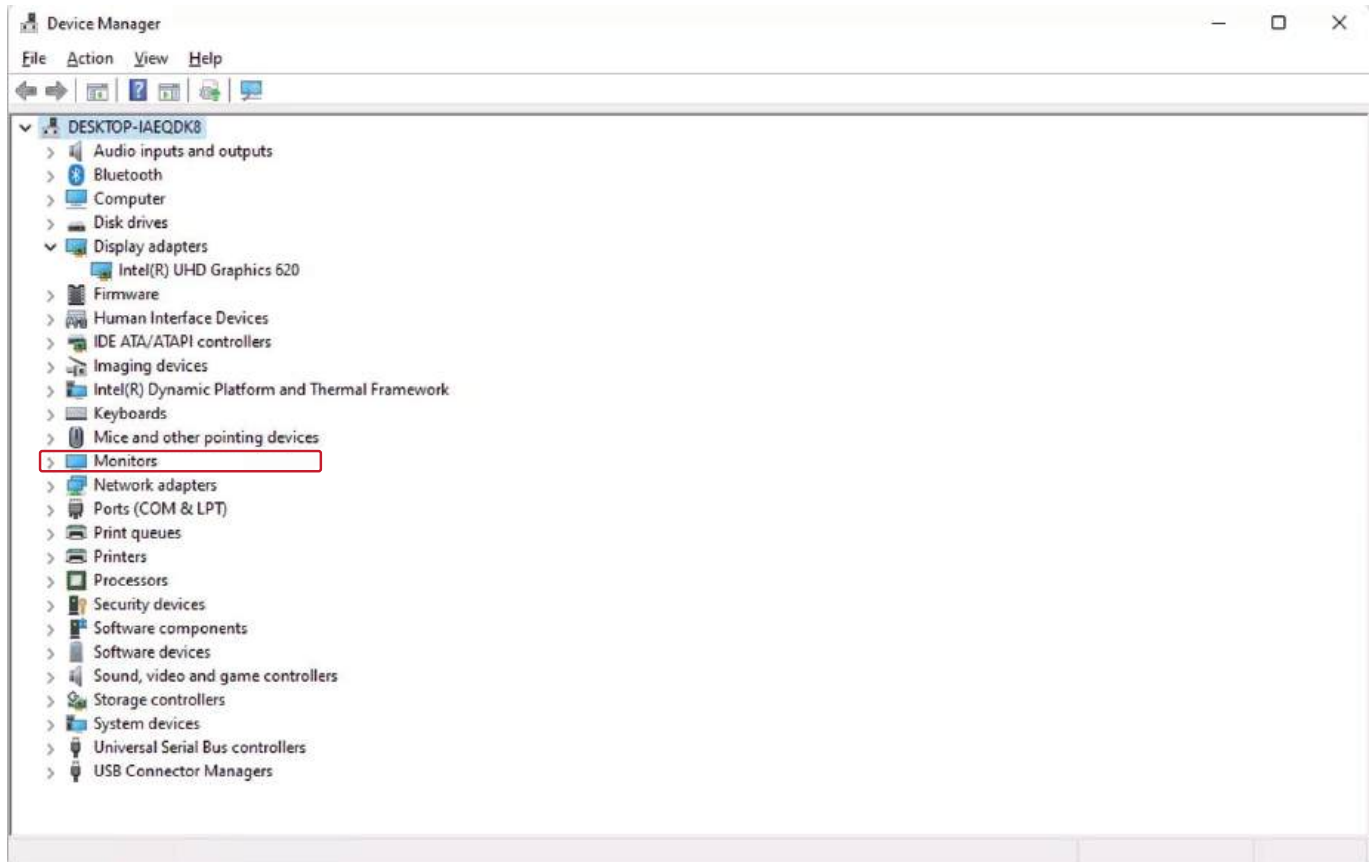 Device Manager
File Action View Help
DESKTOP-IAEQDK8
Audio inputs and outputs
Bluetooth
Computer
Disk drives
Display adapters
Intel(R) UHD Graphics 620
Firmware
Human Interface Devices
IDE ATA/ATAPI controllers
Imaging devices
Intel(R) Dynamic Platform and Thermal Framework
Keyboards
Mice and other pointing devices
Monitors
Network adapters
Ports (COM & LPT)
Print queues
Printers
Processors
Security devices
Software components
Software devices
Sound, video and game controllers
Storage controllers
System devices
Universal Serial Bus controllers
USB Connector Managers